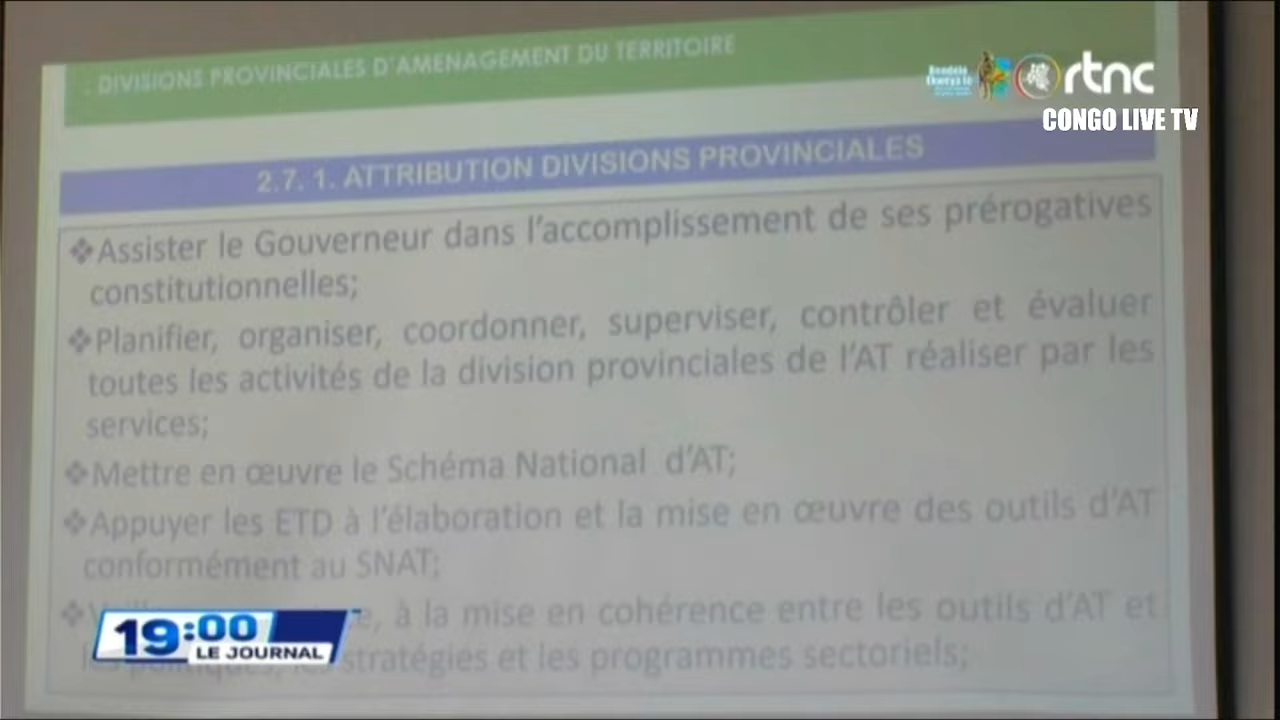 . DIVISIONS PROVINCIALES D'AMENAGEMENT DU TERRITOIRE
rtnc
CONGO LIVE TV
2.7. 1. ATTRIBUTION DIVISIONS PROVINCIALES
❖Assister le Gouverneur dans l'accomplissement de ses prérogatives
constitutionnelles;
❖Planifier, organiser, coordonner, superviser, contrôler et évaluer
toutes les activités de la division provinciales de l'AT réaliser par les
services;
❖Mettre en œuvre le Schéma National d'AT;
❖Appuyer les ETD à l'élaboration et la mise en œuvre des outils d'AT
conformément au SNAT;
❖ à la mise en cohérence entre les outils d'AT et
stratégies et les programmes sectoriels;
19:00
LE JOURNAL